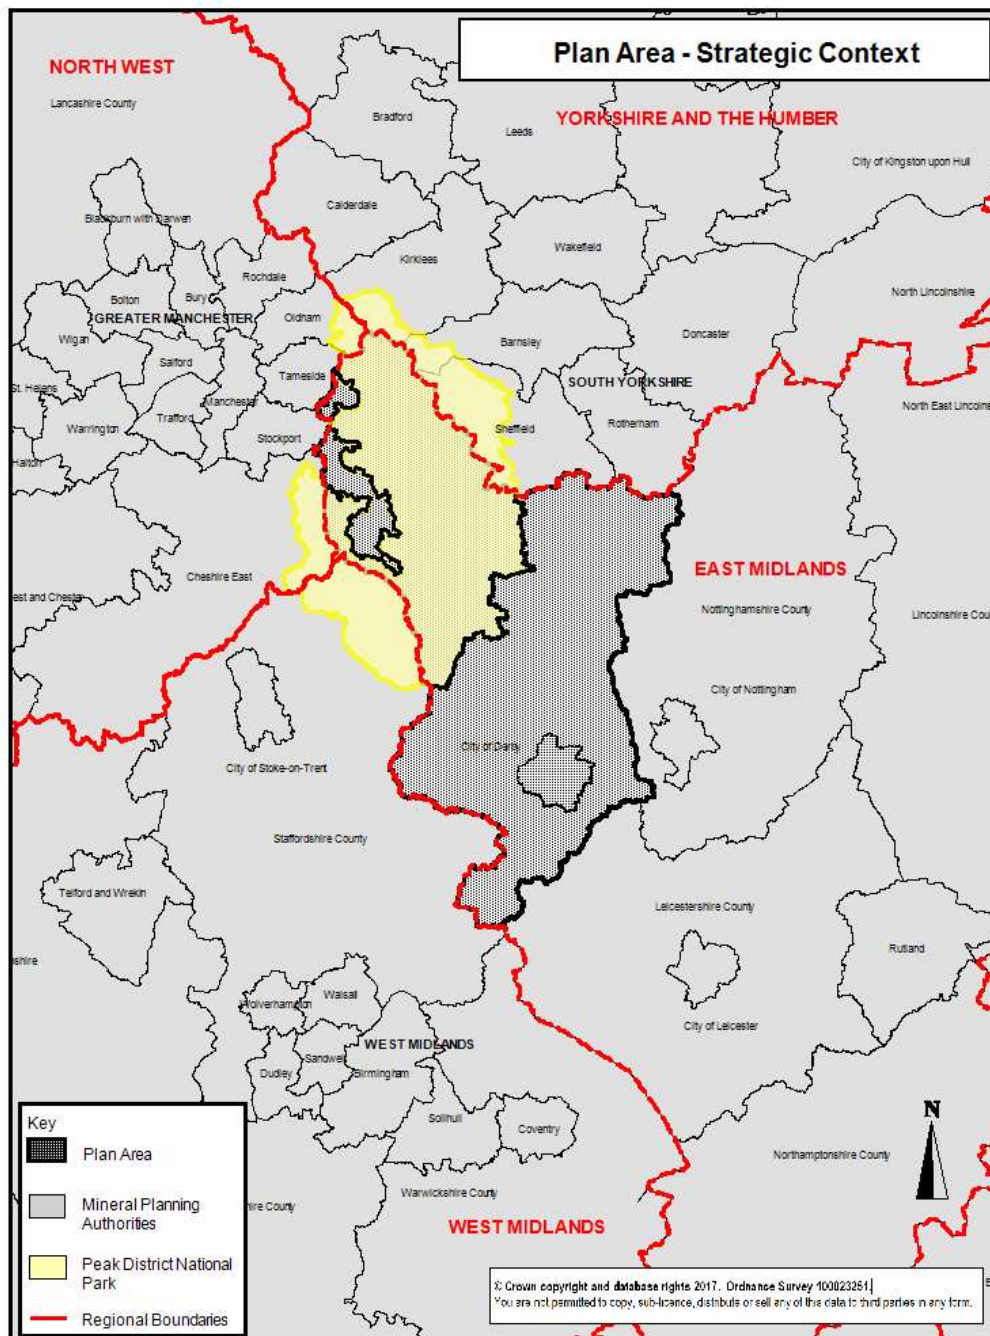 Plan Area - Strategic Context
NORTH WEST
Lancashire County
Bradford
Leeds
YORKSHIRE AND THE HUMBER
City of Kingston upon Hull
Calderdale
Blackburn with Darwen
Wakefield
Kirklees
Rochdale
Bolton
Bury
North Lincolnshire
GREATER MANCHESTER
Oldham
Doncaster
Wigan
Barnsley
Salford
Tameside
SOUTH YORKSHIRE
St. Helens
Manchester
North East Lincolns
Trafford
Warrington
Stockport
Sheffield
Rotherham
Halton
EAST MIDLANDS
Cheshire East
est and Cheste
Nottinghamshire County
Lincolnshire Cou
City of Nottingham
City of Derby
City of Stoke-on-Trent
Staffordshire County
Telford and Wrekin
Leicestershire County
Rutland
shire
Walsall
Wolverhampton
City of Leicester
WEST MIDLANDS
Sandwell
Dudley
Birmingham
Solihull
Coventry
Northamptonshire County
Warwickshire County
hire County
WEST MIDLANDS
N
Key
Plan Area
Mineral Planning
Authorities
Peak District National
Park
Regional Boundaries
© Crown copyright and database rights 2017. Ordnance Survey 100023251.
You are not permitted to copy, sub-licence, distribute or sell any of this data to third parties in any form.